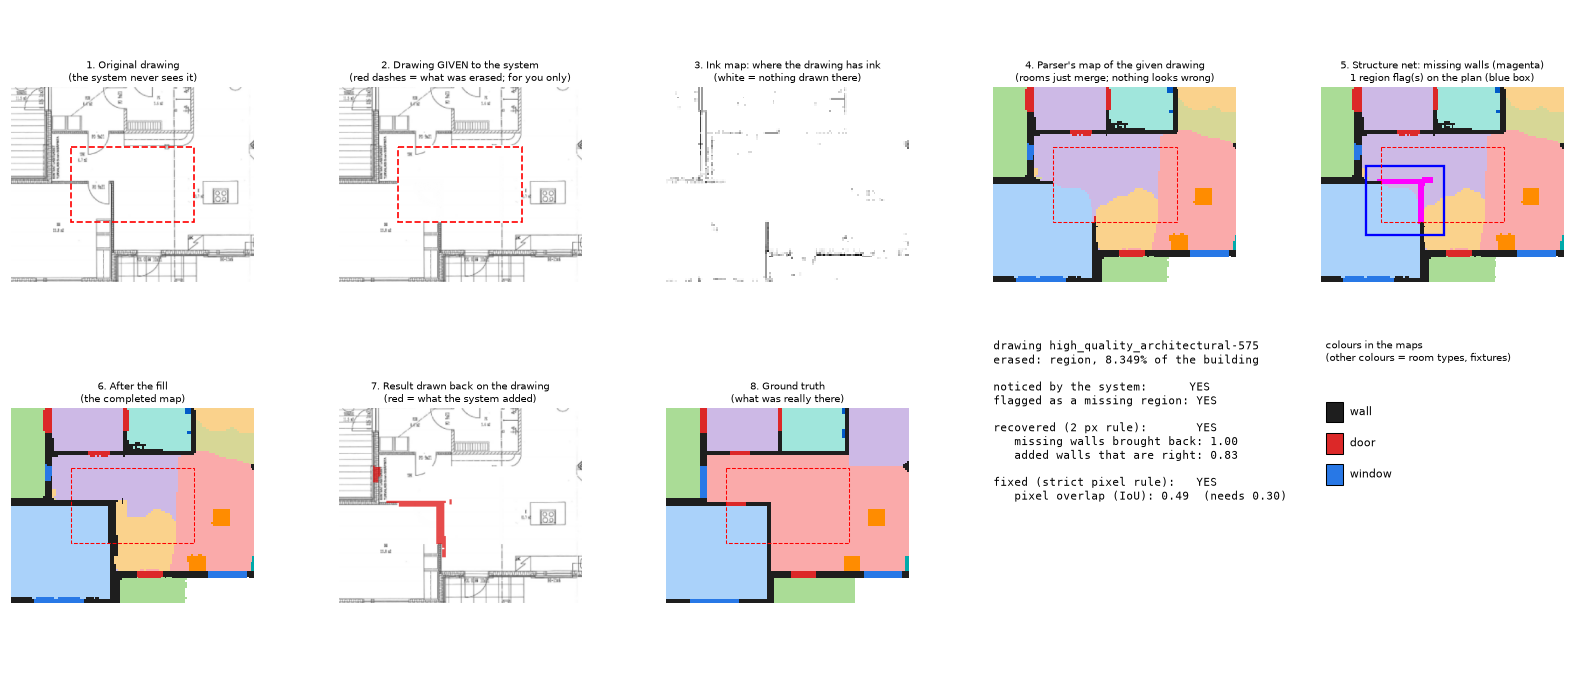 1. Original drawing
(the system never sees it)
2. Drawing GIVEN to the system
(red dashes = what was erased; for you only)
3. Ink map: where the drawing has ink
(white = nothing drawn there)
4. Parser's map of the given drawing
(rooms just merge; nothing looks wrong)
5. Structure net: missing walls (magenta)
1 region flag(s) on the plan (blue box)
drawing high_quality_architectural-575
erased: region, 8.349% of the building
noticed by the system: YES
flagged as a missing region: YES
recovered (2 px rule): YES
missing walls brought back: 1.00
added walls that are right: 0.83
fixed (strict pixel rule): YES
pixel overlap (IoU): 0.49 (needs 0.30)
colours in the maps
(other colours = room types, fixtures)
wall
door
window
6. After the fill
(the completed map)
7. Result drawn back on the drawing
(red = what the system added)
8. Ground truth
(what was really there)